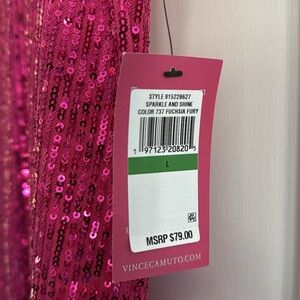 STYLE 915228627
SPARKLE AND SHINE
COLOR 737 FUCHSIA FURY
1 97123 20820 5
L
MSRP $79.00
VINCECAMUTO.COM